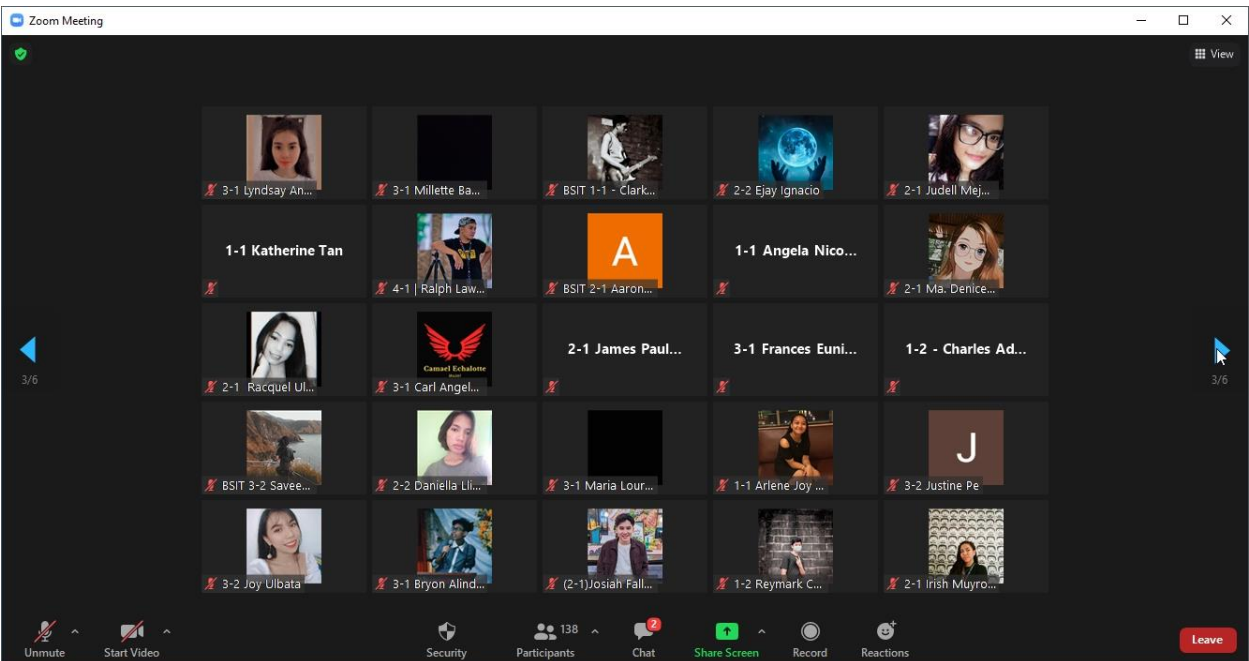 Zoom Meeting
View
3-1 Lyndsay An...
3-1 Millette Ba...
BSIT 1-1 - Clark...
2-2 Ejay Ignacio
2-1 Judell Mej...
1-1 Katherine Tan
4-1 | Ralph Law...
A
BSIT 2-1 Aaron...
1-1 Angela Nico...
2-1 Ma. Denice...
2-1 Racquel Ul...
Camael Echalotte
3-1 Carl Angel...
2-1 James Paul...
3-1 Frances Euni...
1-2 - Charles Ad...
3/6
3/6
BSIT 3-2 Savee...
2-2 Daniella Lli...
3-1 Maria Lour...
1-1 Arlene Joy ...
J
3-2 Justine Pe
3-2 Joy Ulbata
3-1 Bryon Alind...
(2-1)Josiah Fall...
1-2 Reymark C...
2-1 Irish Muyro...
Unmute
Start Video
Security
138
Participants
2
Chat
Share Screen
Record
Reactions
Leave